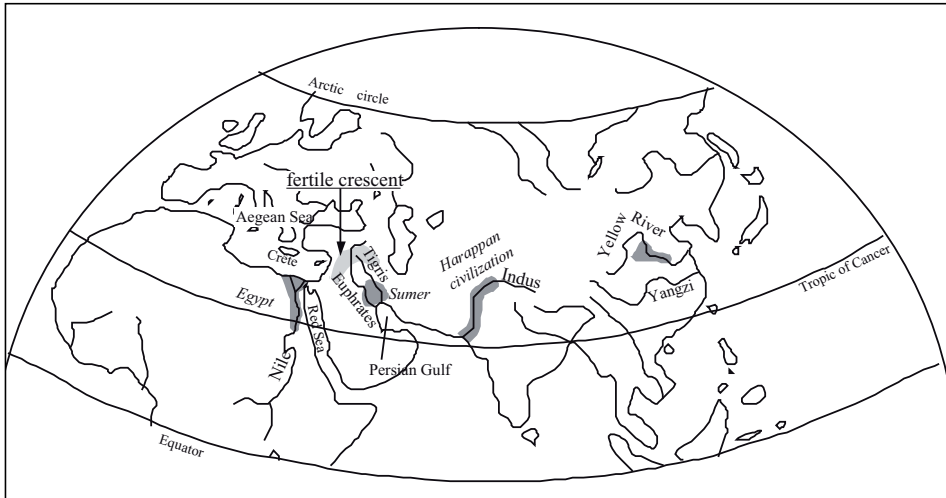 Arctic circle
fertile crescent
Aegean Sea
Crete
Egypt
Nile
Red Sea
Tigris
Euphrates
Sumer
Persian Gulf
Harappan
civilization
Indus
Yellow River
Yangzi
Tropic of Cancer
Equator